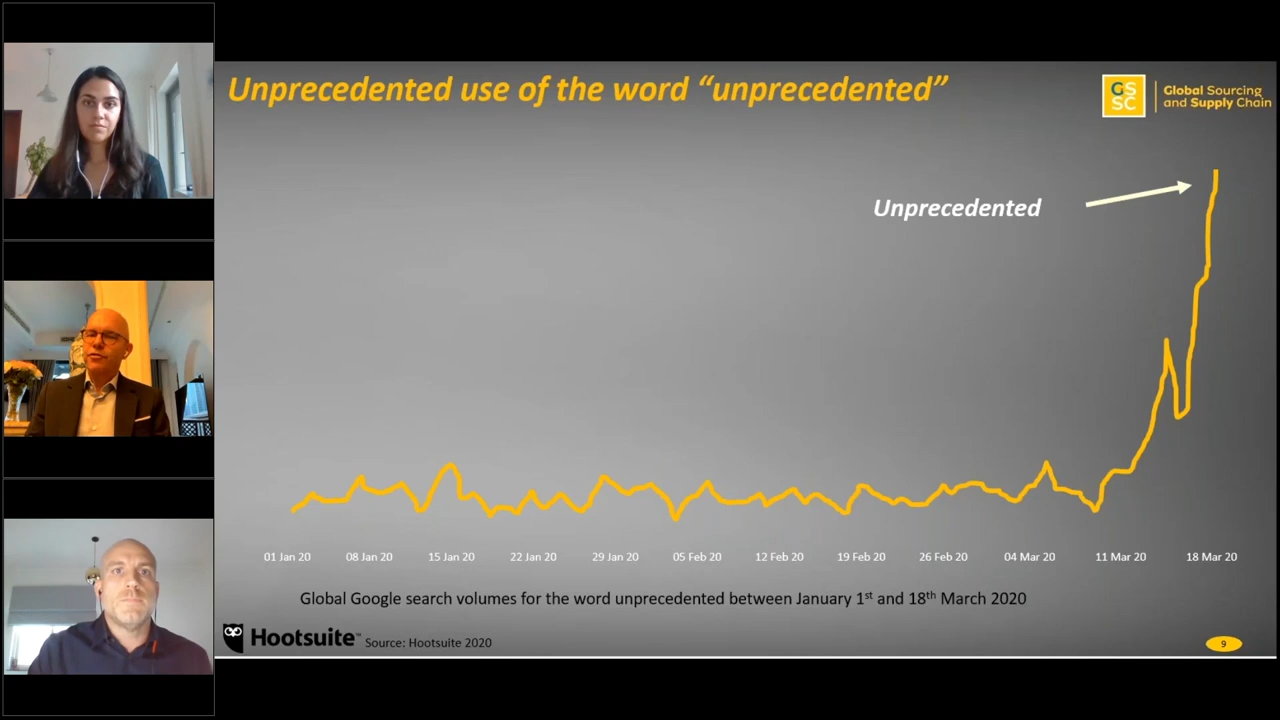 Unprecedented use of the word “unprecedented”
GS
SC
Global Sourcing
and Supply Chain
Unprecedented
01 Jan 20 08 Jan 20 15 Jan 20 22 Jan 20 29 Jan 20 05 Feb 20 12 Feb 20 19 Feb 20 26 Feb 20 04 Mar 20 11 Mar 20 18 Mar 20
Global Google search volumes for the word unprecedented between January 1st and 18th March 2020
Hootsuite™ Source: Hootsuite 2020
9